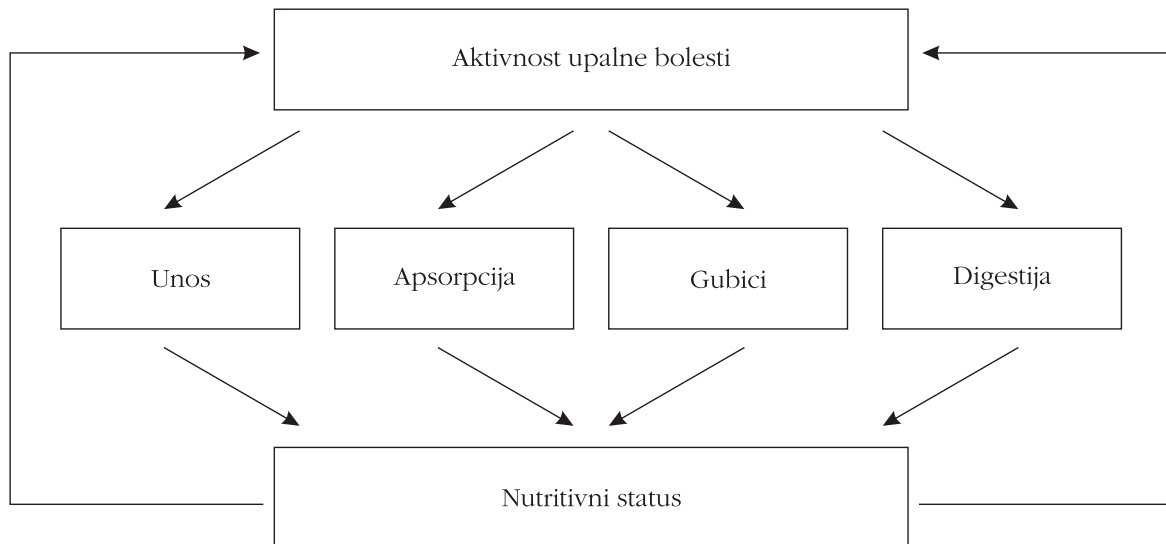 Aktivnost upalne bolesti
Unos
Apsorpcija
Gubici
Digestija
Nutritivni status